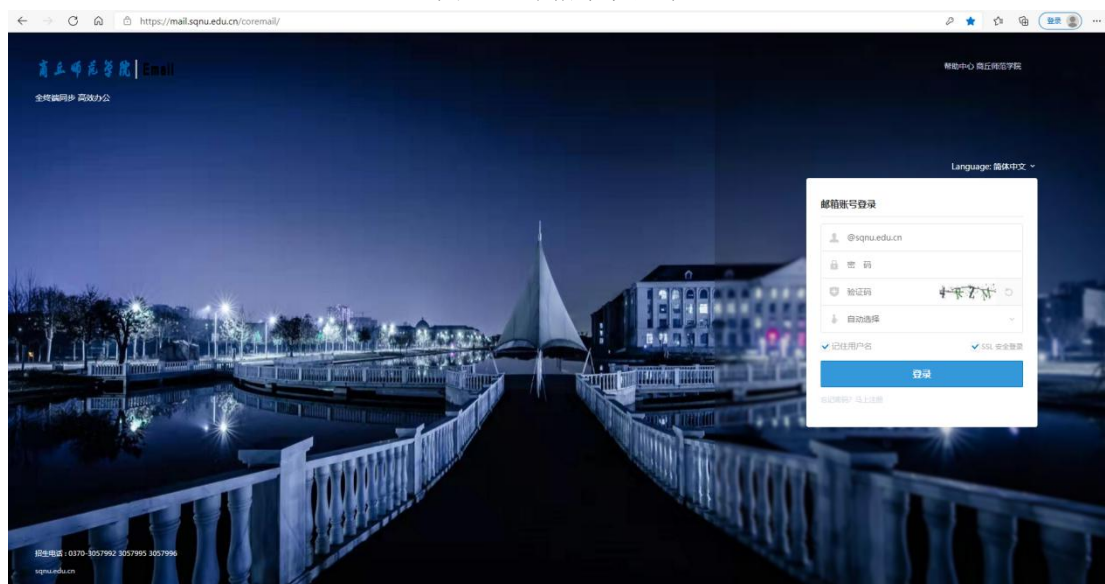 https://mail.sqnu.edu.cn/coremail/
登录
商丘师范学院 | Email
帮助中心 商丘师范学院
全终端同步 高效办公
Language: 简体中文
邮箱账号登录
@sqnu.edu.cn
密 码
验证码
自动选择
记住用户名 SSL 安全登录
登录
招生电话：0370-3057992 3057995 3057996
sqnu.edu.cn